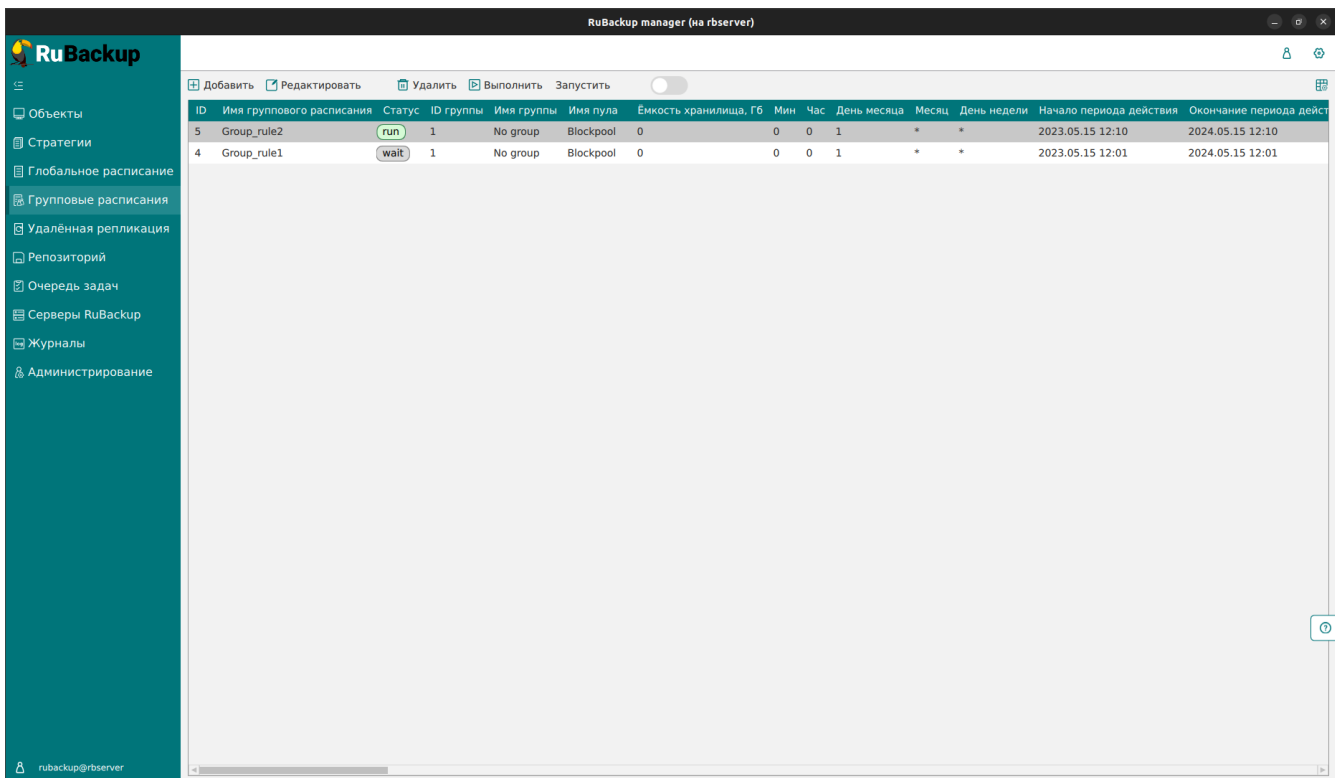 RuBackup manager (на rbserver)
RuBackup
Добавить Редактировать Удалить Выполнить Запустить
Объекты
Стратегии
Глобальное расписание
Групповые расписания
Удалённая репликация
Репозиторий
Очередь задач
Серверы RuBackup
Журналы
Администрирование
rubackup@rbserver
ID Имя группового расписания Статус ID группы Имя группы Имя пула Ёмкость хранилища, Гб Мин Час День месяца Месяц День недели Начало периода действия Окончание периода дейст
5 Group_rule2 run 1 No group Blockpool 0 0 0 1 * * 2023.05.15 12:10 2024.05.15 12:10
4 Group_rule1 wait 1 No group Blockpool 0 0 0 1 * * 2023.05.15 12:01 2024.05.15 12:01